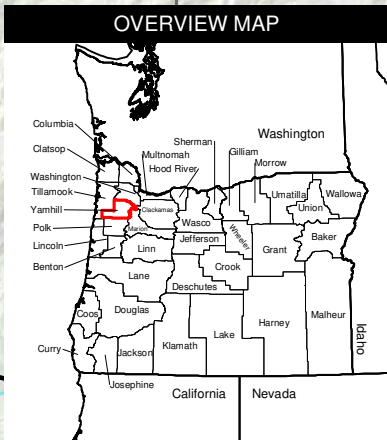 OVERVIEW MAP
Columbia
Clatsop
Washington
Tillamook
Yamhill
Polk
Lincoln
Benton
Multnomah
Hood River
Sherman
Gilliam
Morrow
Washington
Umatilla
Wallowa
Union
Clackamas
Marion
Wasco
Wheeler
Jefferson
Linn
Grant
Baker
Crook
Lane
Deschutes
Coos
Douglas
Malheur
Harney
Lake
Klamath
Curry
Jackson
Josephine
Idaho
California
Nevada